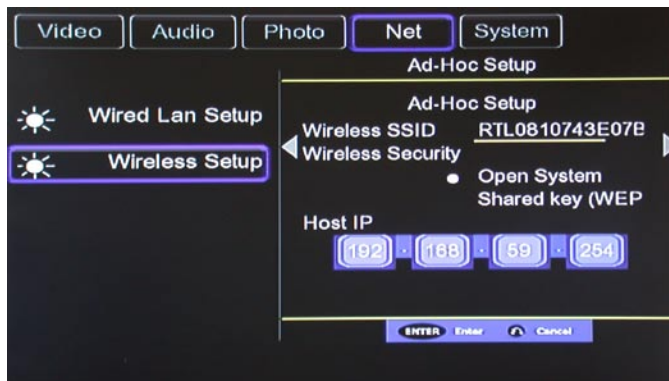 Video Audio Photo Net System
Ad-Hoc Setup
Wired Lan Setup
Wireless Setup
Ad-Hoc Setup
Wireless SSID RTL0810743E07B
Wireless Security
Open System
Shared key (WEP
Host IP
192 . 168 . 59 . 254
ENTER Enter Cancel